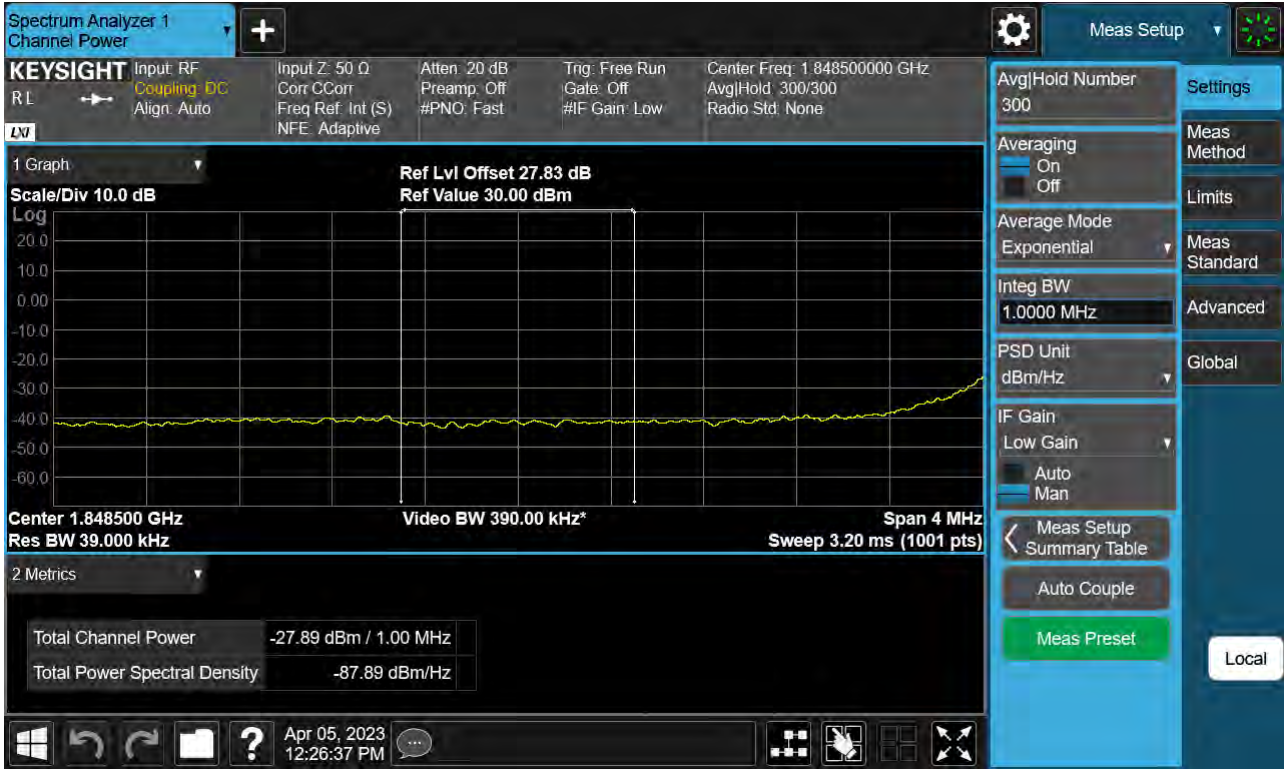 Spectrum Analyzer 1
Channel Power
+
Meas Setup
KEYSIGHT
R L
LXI
Input: RF
Coupling: DC
Align: Auto
Input Z: 50 Ω
Corr CCorr
Freq Ref: Int (S)
NFE: Adaptive
Atten: 20 dB
Preamp: Off
#PNO: Fast
Trig: Free Run
Gate: Off
#IF Gain: Low
Center Freq: 1.848500000 GHz
Avg|Hold: 300/300
Radio Std: None
1 Graph
Scale/Div 10.0 dB
Ref Lvl Offset 27.83 dB
Ref Value 30.00 dBm
Log
20.0
10.0
0.00
-10.0
-20.0
-30.0
-40.0
-50.0
-60.0
Center 1.848500 GHz
Res BW 39.000 kHz
Video BW 390.00 kHz*
Span 4 MHz
Sweep 3.20 ms (1001 pts)
2 Metrics
Total Channel Power -27.89 dBm / 1.00 MHz
Total Power Spectral Density -87.89 dBm/Hz
Avg|Hold Number
300
Averaging
On
Off
Average Mode
Exponential
Integ BW
1.0000 MHz
PSD Unit
dBm/Hz
IF Gain
Low Gain
Auto
Man
Meas Setup
Summary Table
Auto Couple
Meas Preset
Settings
Meas
Method
Limits
Meas
Standard
Advanced
Global
Local
?
Apr 05, 2023
12:26:37 PM